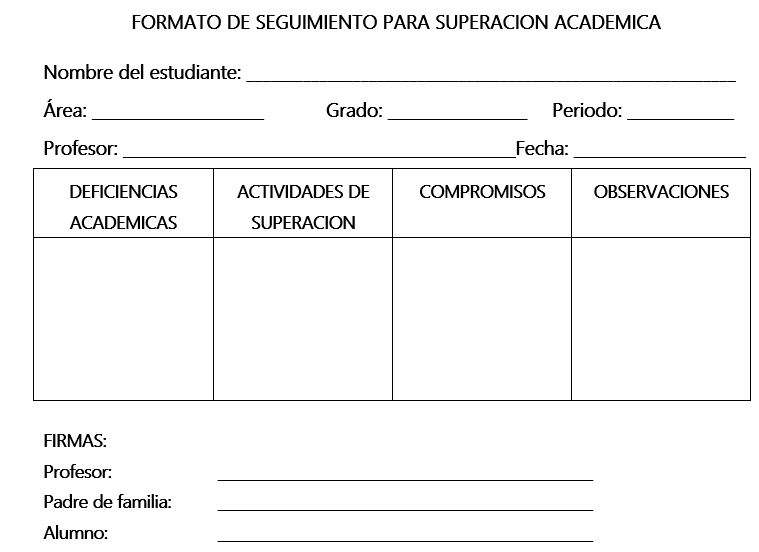 FORMATO DE SEGUIMIENTO PARA SUPERACION ACADEMICA
Nombre del estudiante:
Área: Grado: Periodo:
Profesor: Fecha:
DEFICIENCIAS ACADEMICAS
ACTIVIDADES DE SUPERACION
COMPROMISOS
OBSERVACIONES
FIRMAS:
Profesor:
Padre de familia:
Alumno: